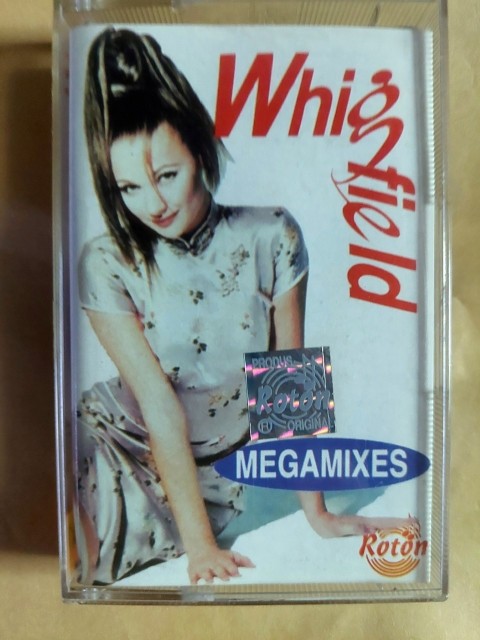 Whigfield
PRODUS
Roton
ORIGINAL
MEGAMIXES
Roton